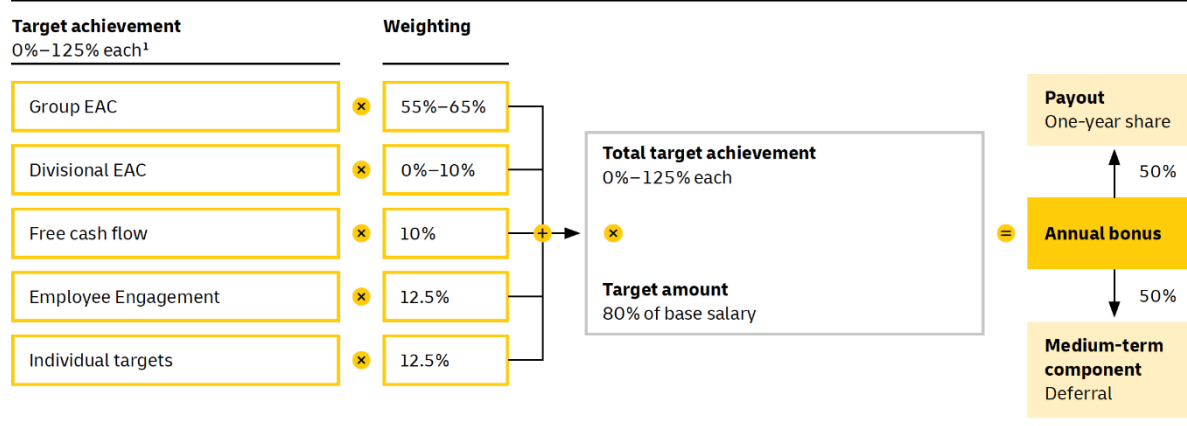 Target achievement
0%–125% each¹
Weighting
Group EAC
×
55%–65%
Divisional EAC
×
0%–10%
Free cash flow
×
10%
Employee Engagement
×
12.5%
Individual targets
×
12.5%
+
Total target achievement
0%–125% each
×
Target amount
80% of base salary
=
Payout
One-year share
50%
Annual bonus
50%
Medium-term
component
Deferral